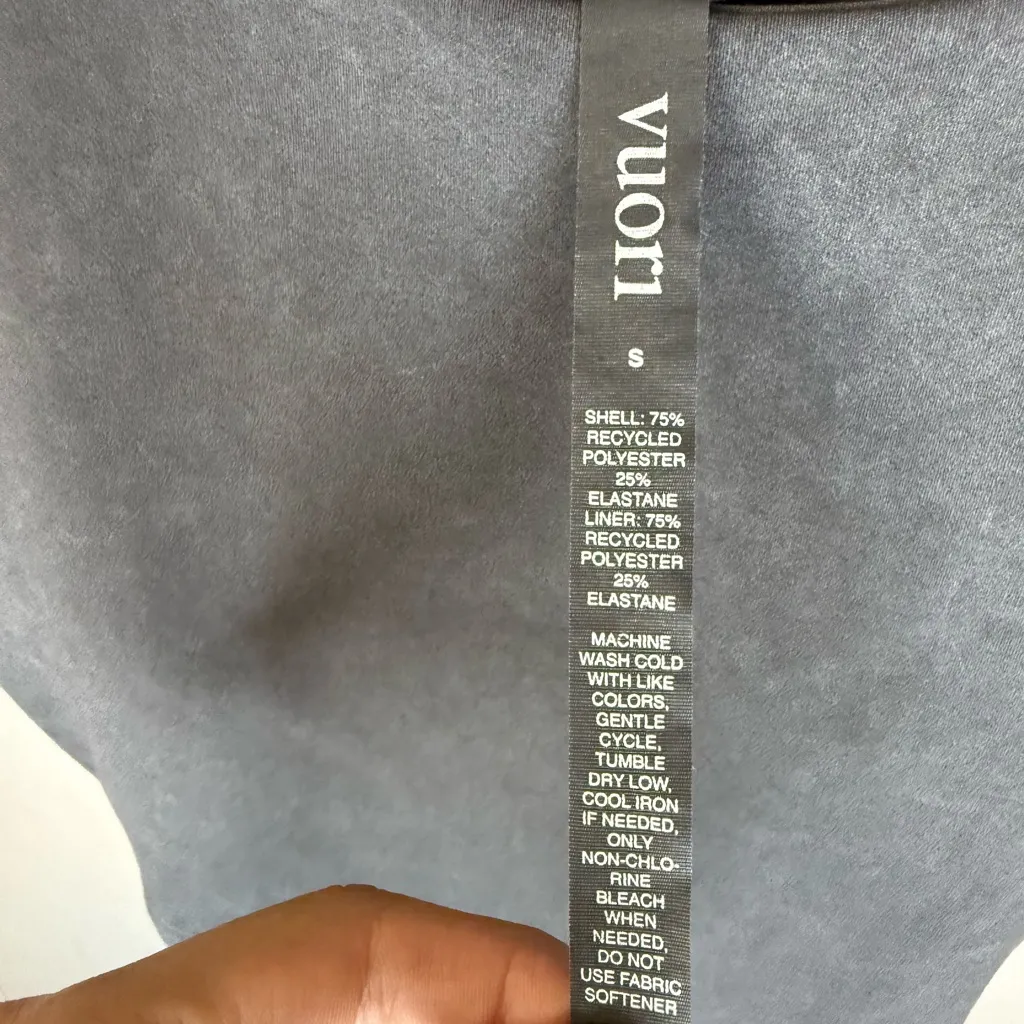 vuori
S
SHELL: 75%
RECYCLED
POLYESTER
25%
ELASTANE
LINER: 75%
RECYCLED
POLYESTER
25%
ELASTANE
MACHINE
WASH COLD
WITH LIKE
COLORS,
GENTLE
CYCLE,
TUMBLE
DRY LOW,
COOL IRON
IF NEEDED,
ONLY
NON-CHLO-
RINE
BLEACH
WHEN
NEEDED,
DO NOT
USE FABRIC
SOFTENER